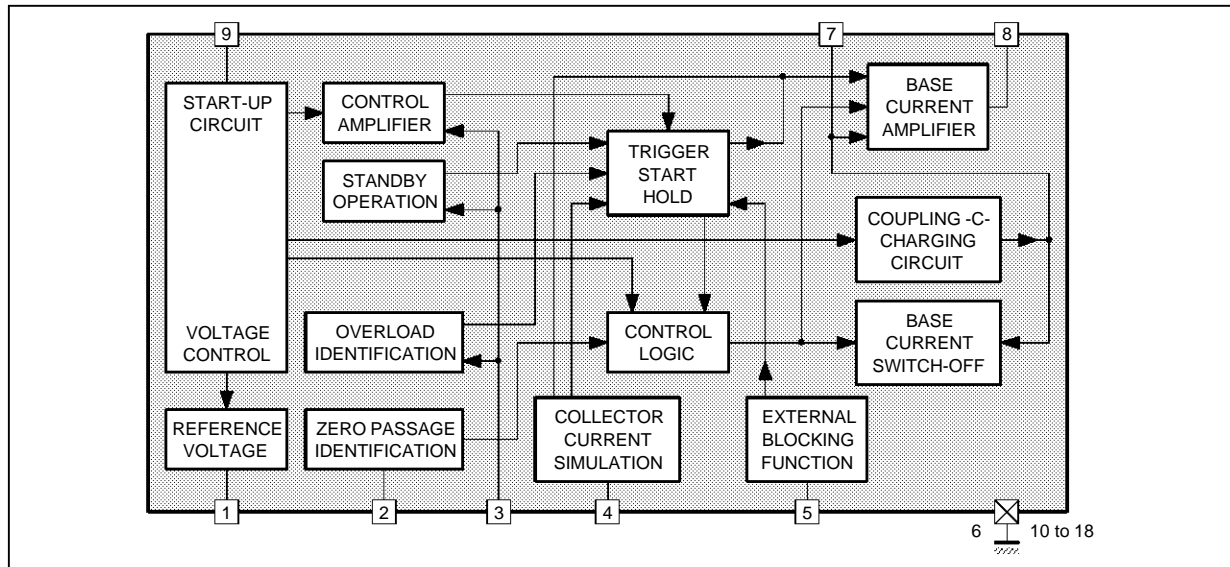 9
7
8
START-UP
CIRCUIT
VOLTAGE
CONTROL
CONTROL
AMPLIFIER
STANDBY
OPERATION
TRIGGER
START
HOLD
BASE
CURRENT
AMPLIFIER
COUPLING -C-
CHARGING
CIRCUIT
OVERLOAD
IDENTIFICATION
CONTROL
LOGIC
BASE
CURRENT
SWITCH-OFF
REFERENCE
VOLTAGE
ZERO PASSAGE
IDENTIFICATION
COLLECTOR
CURRENT
SIMULATION
EXTERNAL
BLOCKING
FUNCTION
1
2
3
4
5
6
10 to 18